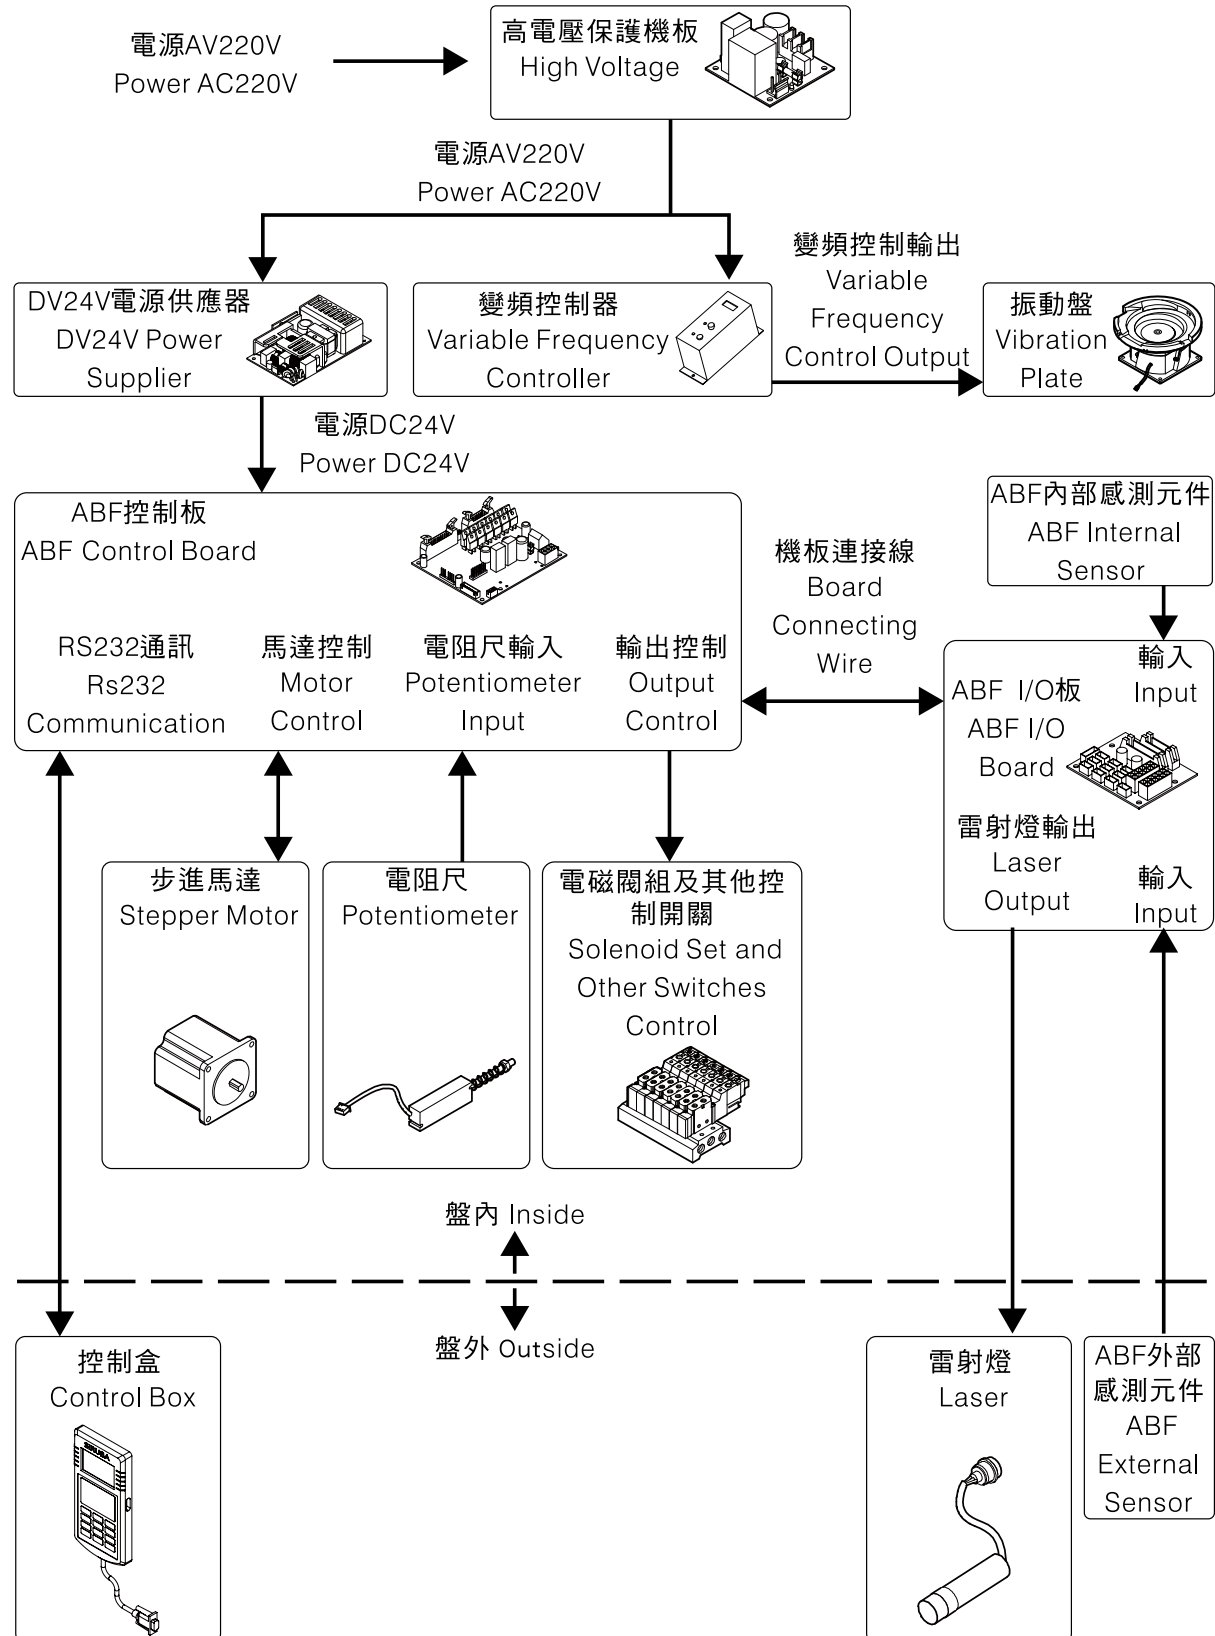 電源AV220V
Power AC220V
高電壓保護機板
High Voltage
電源AV220V
Power AC220V
DV24V電源供應器
DV24V Power
Supplier
變頻控制器
Variable Frequency
Controller
變頻控制輸出
Variable
Frequency
Control Output
振動盤
Vibration
Plate
電源DC24V
Power DC24V
ABF控制板
ABF Control Board
RS232通訊
Rs232
Communication
馬達控制
Motor
Control
電阻尺輸入
Potentiometer
Input
輸出控制
Output
Control
機板連接線
Board
Connecting
Wire
ABF內部感測元件
ABF Internal
Sensor
輸入
Input
ABF I/O板
ABF I/O
Board
雷射燈輸出
Laser
Output
輸入
Input
步進馬達
Stepper Motor
電阻尺
Potentiometer
電磁閥組及其他控
制開關
Solenoid Set and
Other Switches
Control
盤內 Inside
盤外 Outside
控制盒
Control Box
SIRUBA
雷射燈
Laser
ABF外部
感測元件
ABF
External
Sensor